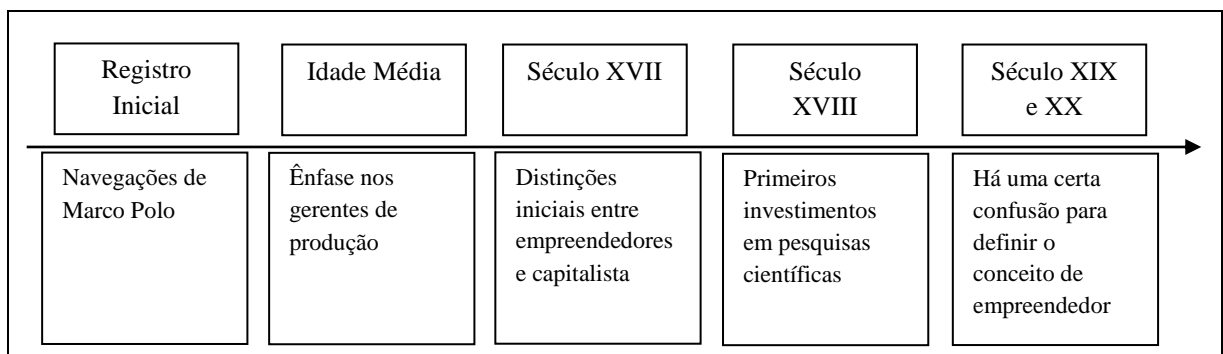 Registro
Inicial
Idade Média
Século XVII
Século
XVIII
Século XIX
e XX
Navegações de
Marco Polo
Ênfase nos
gerentes de
produção
Distinções
iniciais entre
empreendedores
e capitalista
Primeiros
investimentos
em pesquisas
científicas
Há uma certa
confusão para
definir o
conceito de
empreendedor